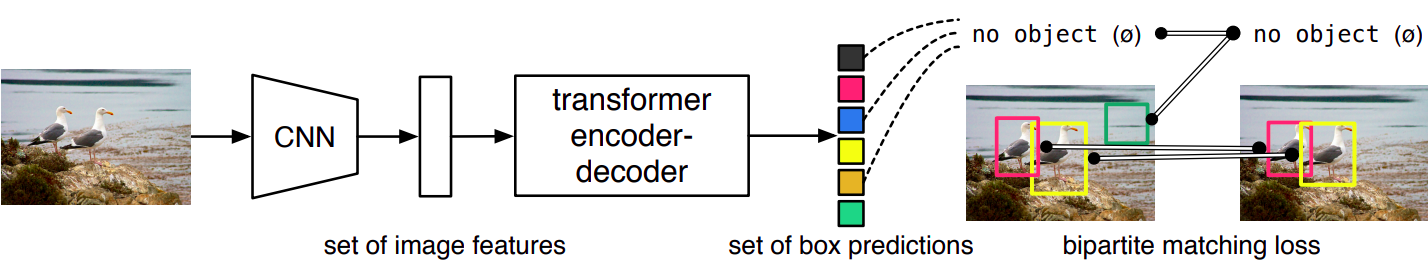 no object (ø)
no object (ø)
CNN
transformer
encoder-
decoder
set of image features
set of box predictions
bipartite matching loss